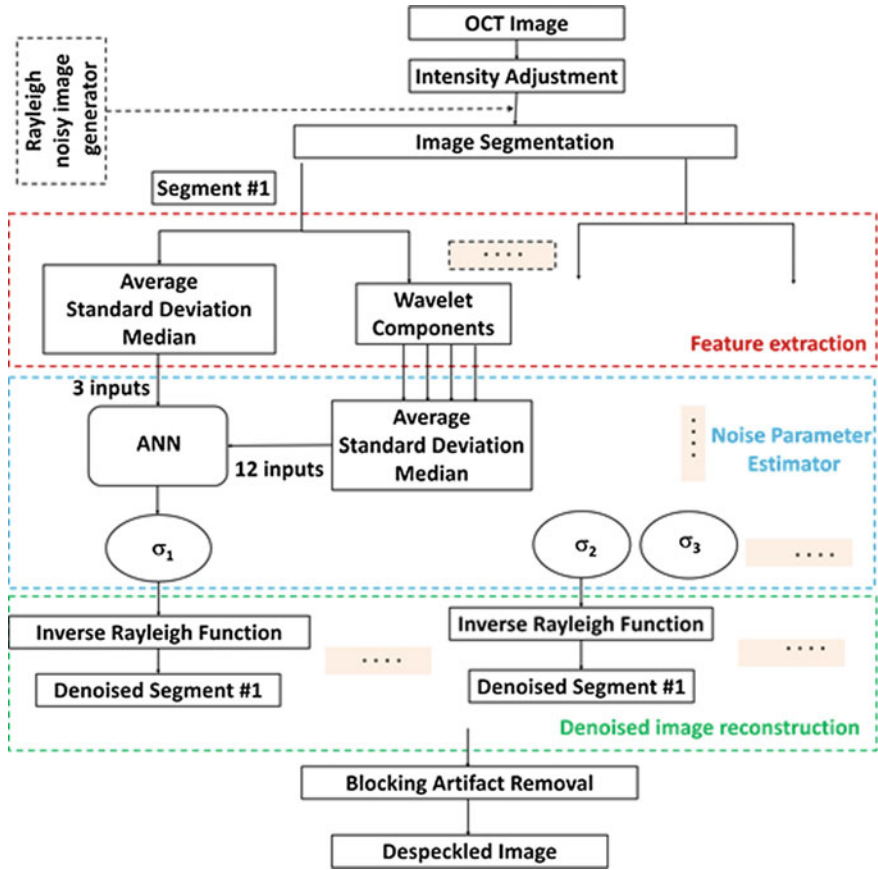 OCT Image
Intensity Adjustment
Rayleigh
noisy image
generator
Image Segmentation
Segment #1
Average
Standard Deviation
Median
Wavelet
Components
....
Feature extraction
3 inputs
ANN
12 inputs
Average
Standard Deviation
Median
....
Noise Parameter
Estimator
σ1
σ2
σ3
....
Inverse Rayleigh Function
....
Inverse Rayleigh Function
....
Denoised Segment #1
Denoised Segment #1
Denoised image reconstruction
Blocking Artifact Removal
Despeckled Image